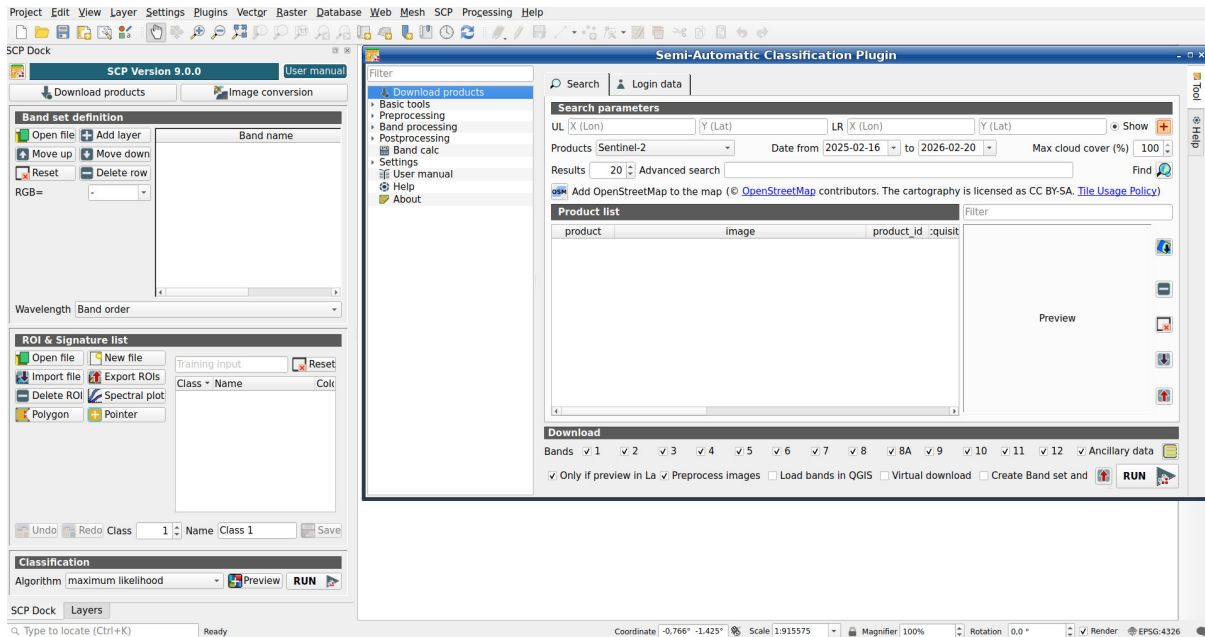 Project Edit View Layer Settings Plugins Vector Raster Database Web Mesh SCP Processing Help
SCP Dock
SCP Version 9.0.0 User manual
Download products Image conversion
Band set definition
Open file Add layer Band name
Move up Move down
Reset Delete row
RGB= -
Wavelength Band order
ROI & Signature list
Open file New file Training input Reset
Import file Export ROIs Class Name Colo
Delete ROI Spectral plot
Polygon Pointer
Undo Redo Class 1 Name Class 1 Save
Classification
Algorithm maximum likelihood Preview RUN
SCP Dock Layers
Semi-Automatic Classification Plugin
Filter
Download products
Basic tools
Preprocessing
Band processing
Postprocessing
Band calc
Settings
User manual
Help
About
Search Login data
Search parameters
UL X (Lon) Y (Lat) LR X (Lon) Y (Lat) Show
Products Sentinel-2 Date from 2025-02-16 to 2026-02-20 Max cloud cover (%) 100
Results 20 Advanced search Find
OSM Add OpenStreetMap to the map (© OpenStreetMap contributors. The cartography is licensed as CC BY-SA. Tile Usage Policy)
Product list Filter
product image product_id :quisit
Preview
Download
Bands 1 2 3 4 5 6 7 8 8A 9 10 11 12 Ancillary data
Only if preview in La Preprocess images Load bands in QGIS Virtual download Create Band set and RUN
Tool
Help
Type to locate (Ctrl+K) Ready Coordinate -0,766° -1,425° Scale 1:915575 Magnifier 100% Rotation 0,0 ° Render EPSG:4326